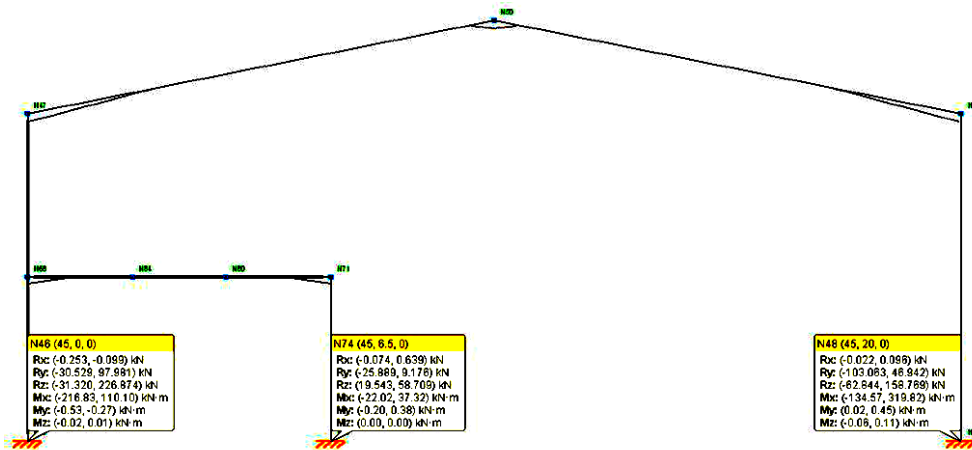 N50
N47
N
N68
N84
N80
N71
N46 (45, 0, 0)
Rx: (-0.253, -0.099) kN
Ry: (-30.529, 97.981) kN
Rz: (-31.320, 226.874) kN
Mx: (-216.83, 110.10) kN·m
My: (-0.53, -0.27) kN·m
Mz: (-0.02, 0.01) kN·m
N74 (45, 6.5, 0)
Rx: (-0.074, 0.639) kN
Ry: (-25.889, 9.176) kN
Rz: (19.543, 58.709) kN
Mx: (-22.02, 37.32) kN·m
My: (-0.20, 0.38) kN·m
Mz: (0.00, 0.00) kN·m
N48 (45, 20, 0)
Rx: (-0.022, 0.096) kN
Ry: (-103.063, 46.942) kN
Rz: (-62.844, 158.769) kN
Mx: (-134.57, 319.82) kN·m
My: (0.02, 0.45) kN·m
Mz: (-0.06, 0.11) kN·m
N